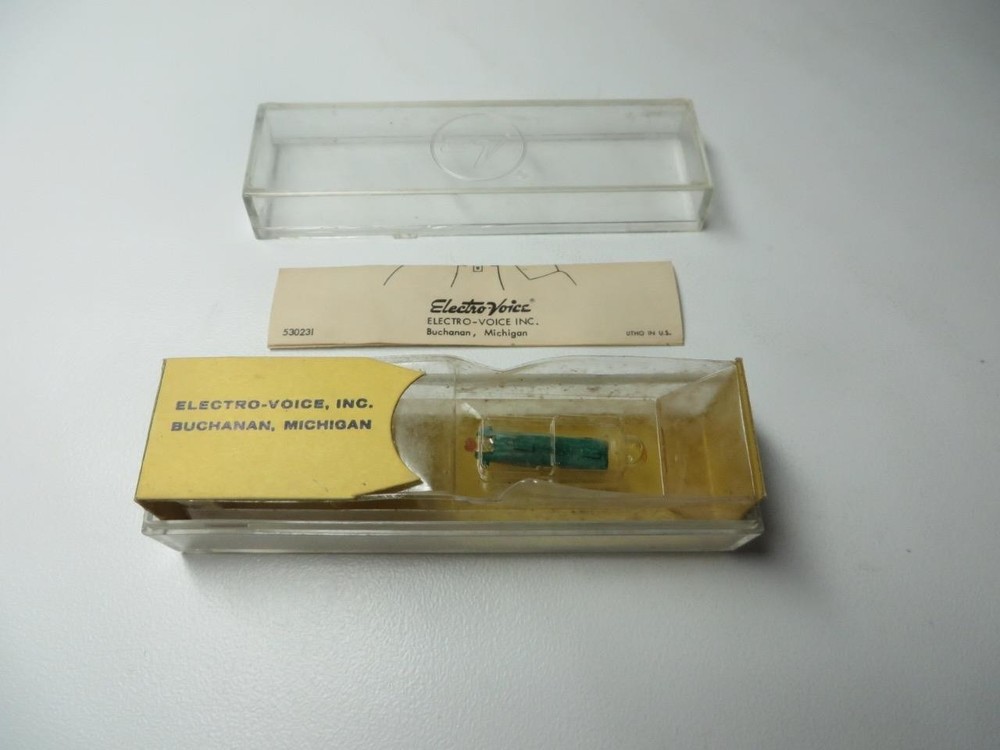 Electro-Voice®
ELECTRO-VOICE INC.
Buchanan, Michigan
530231
LITHO IN U.S.
ELECTRO-VOICE, INC.
BUCHANAN, MICHIGAN